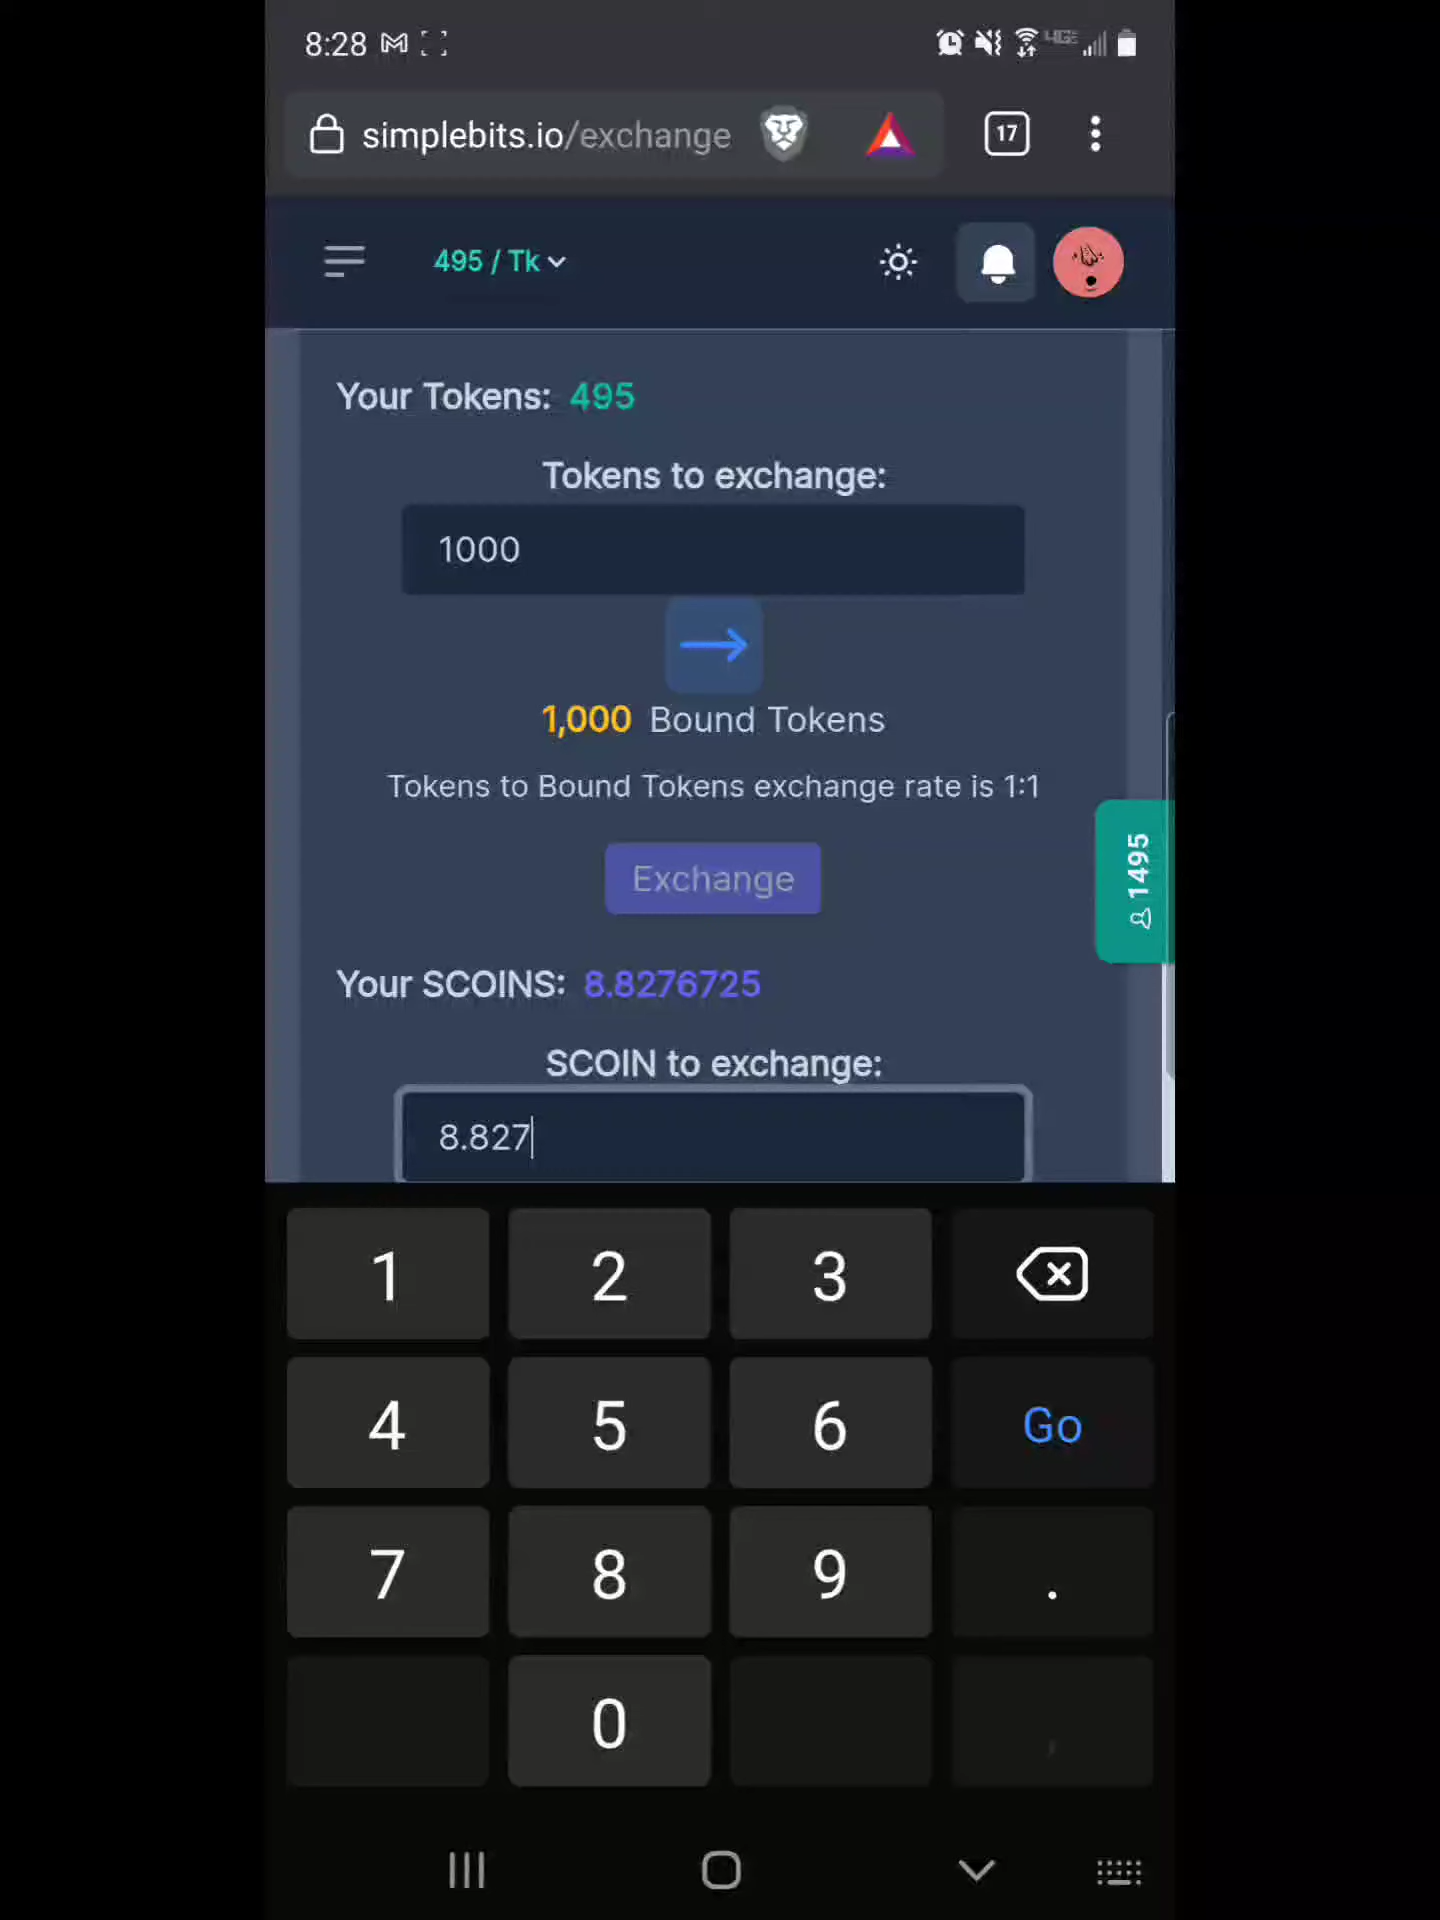 8:28
simplebits.io/exchange
17
495 / Tk
Your Tokens: 495
Tokens to exchange:
1000
1,000 Bound Tokens
Tokens to Bound Tokens exchange rate is 1:1
Exchange
1495
Your SCOINS: 8.8276725
SCOIN to exchange:
8.827
1 2 3
4 5 6 Go
7 8 9 .
0 ,